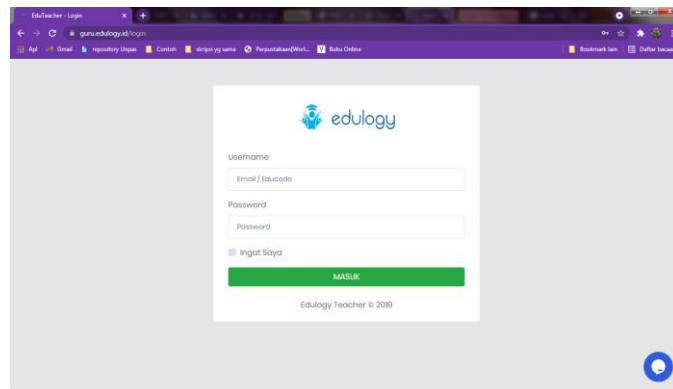 EduTeacher - Login
guru.edulogy.id/login
Apl Gmail repository Unpas Contoh skripsi yg sama Perpustakaan(Worl... Buku Online Bookmark lain Daftar bacaan
edulogy
Username
Email / Educode
Password
Password
Ingat Saya
MASUK
Edulogy Teacher © 2019